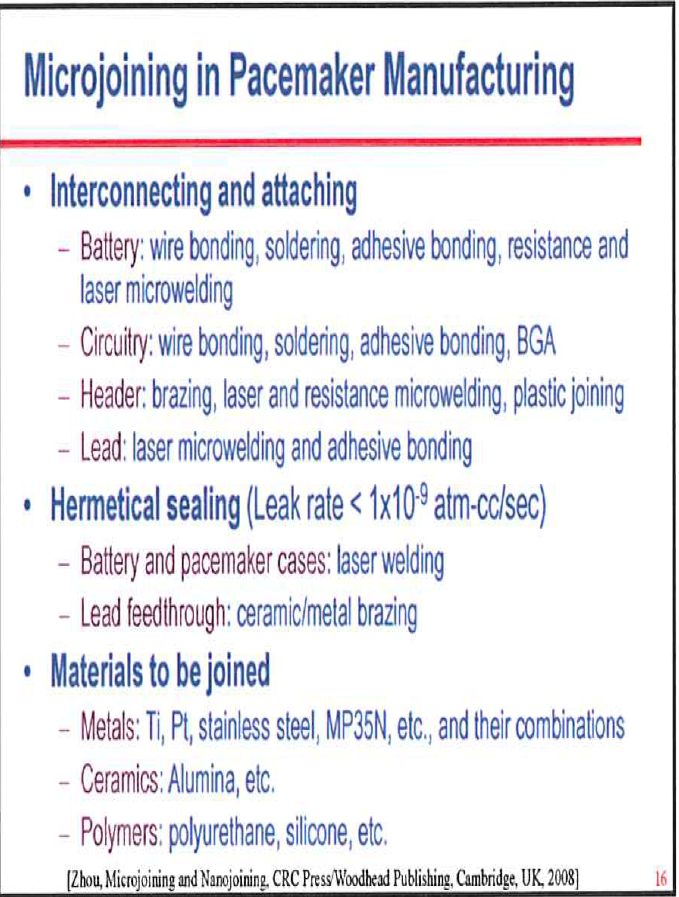 Microjoining in Pacemaker Manufacturing
• Interconnecting and attaching
– Battery: wire bonding, soldering, adhesive bonding, resistance and
laser microwelding
– Circuitry: wire bonding, soldering, adhesive bonding, BGA
– Header: brazing, laser and resistance microwelding, plastic joining
– Lead: laser microwelding and adhesive bonding
• Hermetical sealing (Leak rate < 1x10⁻⁹ atm-cc/sec)
– Battery and pacemaker cases: laser welding
– Lead feedthrough: ceramic/metal brazing
• Materials to be joined
– Metals: Ti, Pt, stainless steel, MP35N, etc., and their combinations
– Ceramics: Alumina, etc.
– Polymers: polyurethane, silicone, etc.
[Zhou, Microjoining and Nanojoining, CRC Press/Woodhead Publishing, Cambridge, UK, 2008]
16